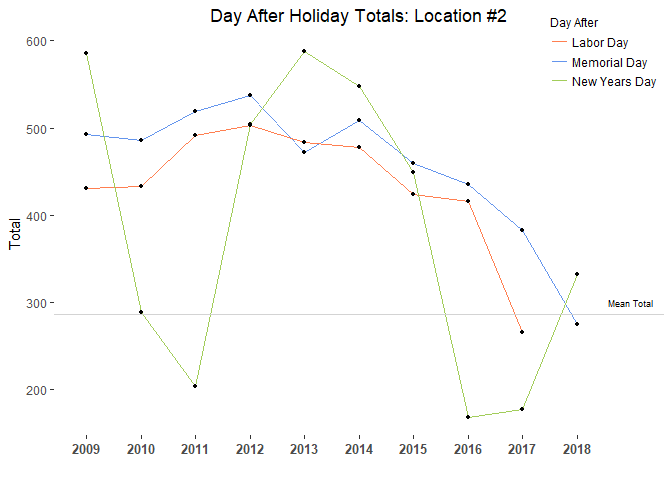 Day After Holiday Totals: Location #2
Day After
Labor Day
Memorial Day
New Years Day
600
500
400
300
200
Total
Mean Total
2009 2010 2011 2012 2013 2014 2015 2016 2017 2018